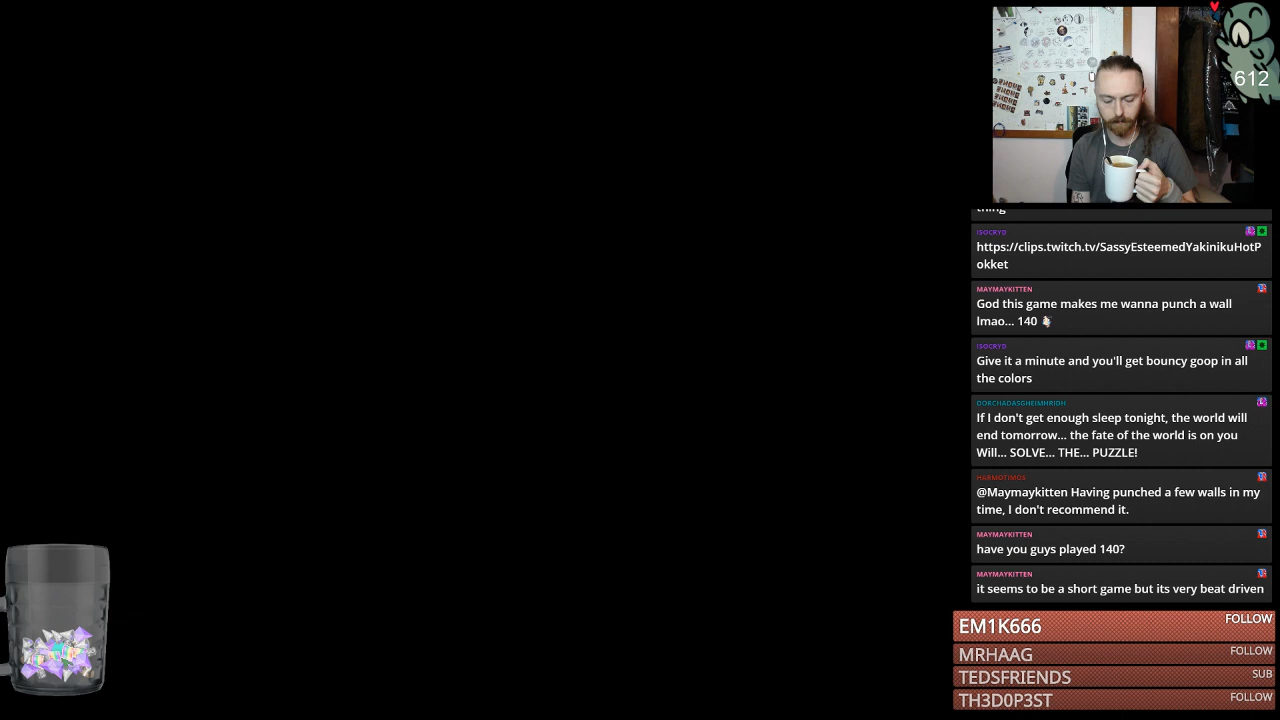 612
thing
ISOCRYD
https://clips.twitch.tv/SassyEsteemedYakinikuHotP
okket
MAYMAYKITTEN
God this game makes me wanna punch a wall
lmao... 140
ISOCRYD
Give it a minute and you'll get bouncy goop in all
the colors
DORCHADASGHEIMHRIDH
If I don't get enough sleep tonight, the world will
end tomorrow... the fate of the world is on you
Will... SOLVE... THE... PUZZLE!
HARMOTIMOS
@Maymaykitten Having punched a few walls in my
time, I don't recommend it.
MAYMAYKITTEN
have you guys played 140?
MAYMAYKITTEN
it seems to be a short game but its very beat driven
EM1K666 FOLLOW
MRHAAG FOLLOW
TEDSFRIENDS SUB
TH3D0P3ST FOLLOW